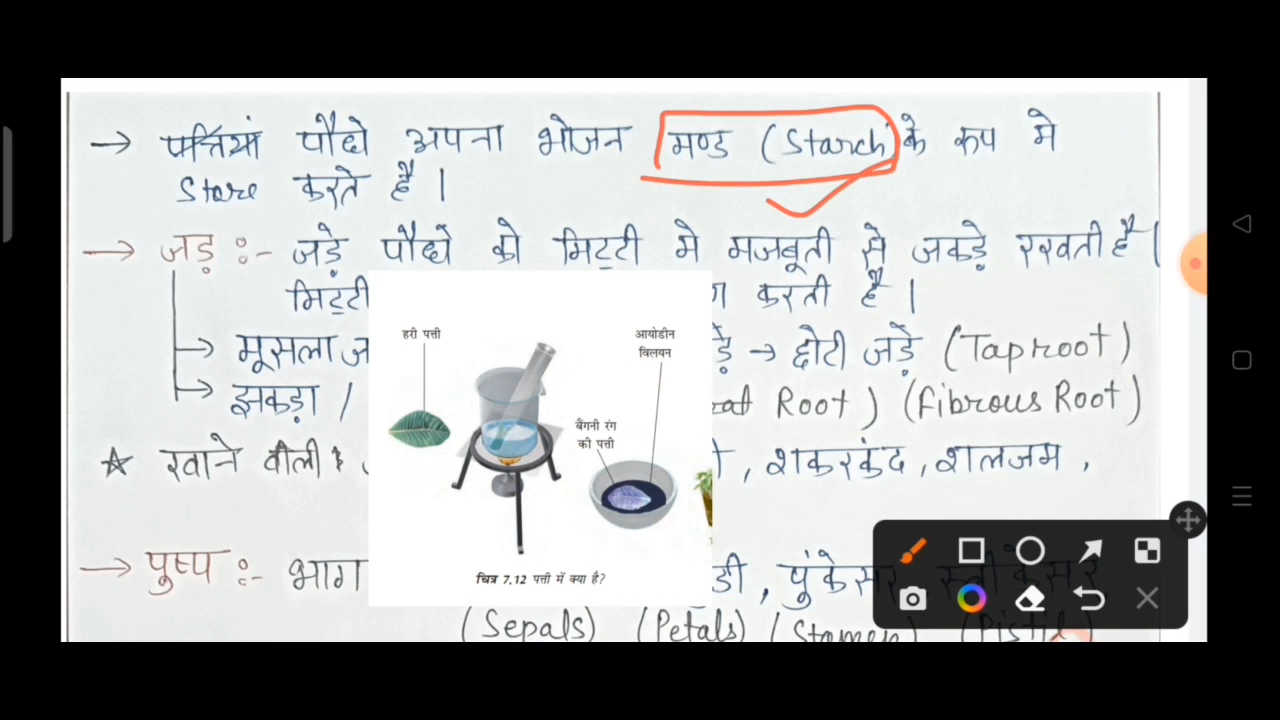 → पत्तियां पौधे अपना भोजन मण्ड (Starch) के रूप मे
Store करते है।
→ जड़ :- जड़े पौधो को मिट्टी मे मजबूती से जकड़े रखती है।
मिट्टी करती है।
→ मूसला → छोटी जड़ें (Taproot)
→ झकड़ा / Root) (Fibrous Root)
★ खाने वाली , शकरकंद, शलजम,
→ पुष्प :- भाग , पुंकेसर, स्त्रीकेसर,
(Sepals) (Petals) (Stamen) (Pistil)
हरी पत्ती
आयोडीन
विलयन
बैंगनी रंग
की पत्ती
चित्र 7.12 पत्ती में क्या है?